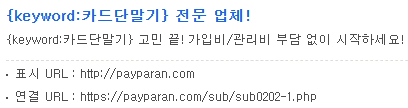 {keyword:카드단말기} 전문 업체!
{keyword:카드단말기} 고민 끝! 가입비/관리비 부담 없이 시작하세요!
· 표시 URL : http://payparan.com
· 연결 URL : https://payparan.com/sub/sub0202-1.php